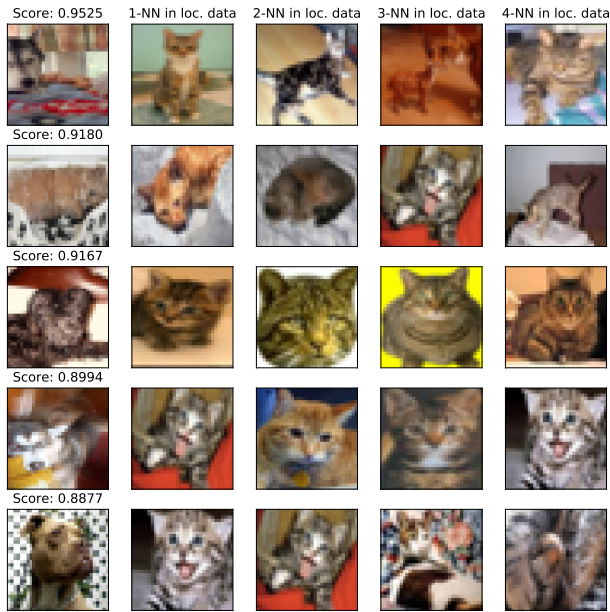 Score: 0.9525 1-NN in loc. data 2-NN in loc. data 3-NN in loc. data 4-NN in loc. data
Score: 0.9180
Score: 0.9167
Score: 0.8994
Score: 0.8877